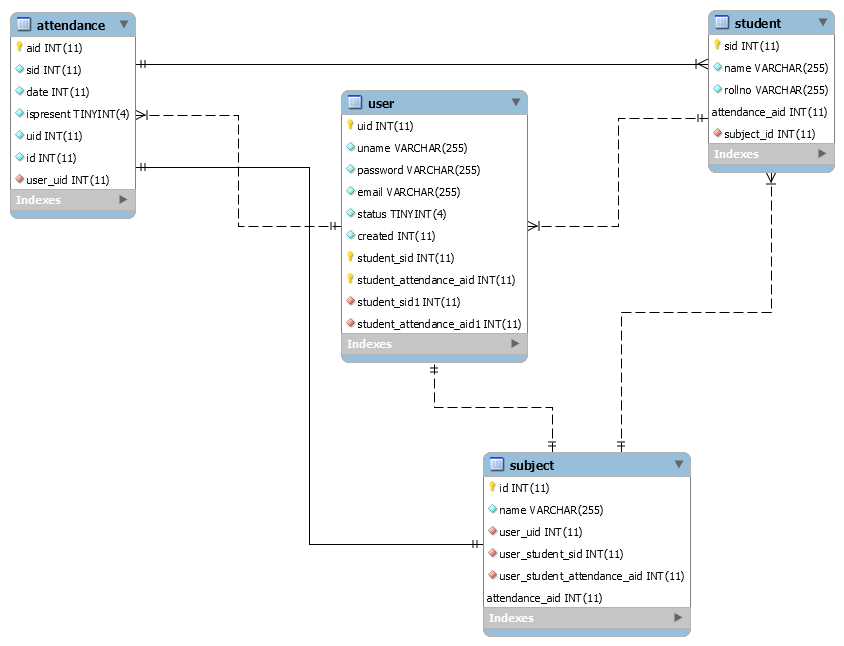 attendance
aid INT(11)
sid INT(11)
date INT(11)
ispresent TINYINT(4)
uid INT(11)
id INT(11)
user_uid INT(11)
Indexes
user
uid INT(11)
uname VARCHAR(255)
password VARCHAR(255)
email VARCHAR(255)
status TINYINT(4)
created INT(11)
student_sid INT(11)
student_attendance_aid INT(11)
student_sid1 INT(11)
student_attendance_aid1 INT(11)
Indexes
student
sid INT(11)
name VARCHAR(255)
rollno VARCHAR(255)
attendance_aid INT(11)
subject_id INT(11)
Indexes
subject
id INT(11)
name VARCHAR(255)
user_uid INT(11)
user_student_sid INT(11)
user_student_attendance_aid INT(11)
attendance_aid INT(11)
Indexes